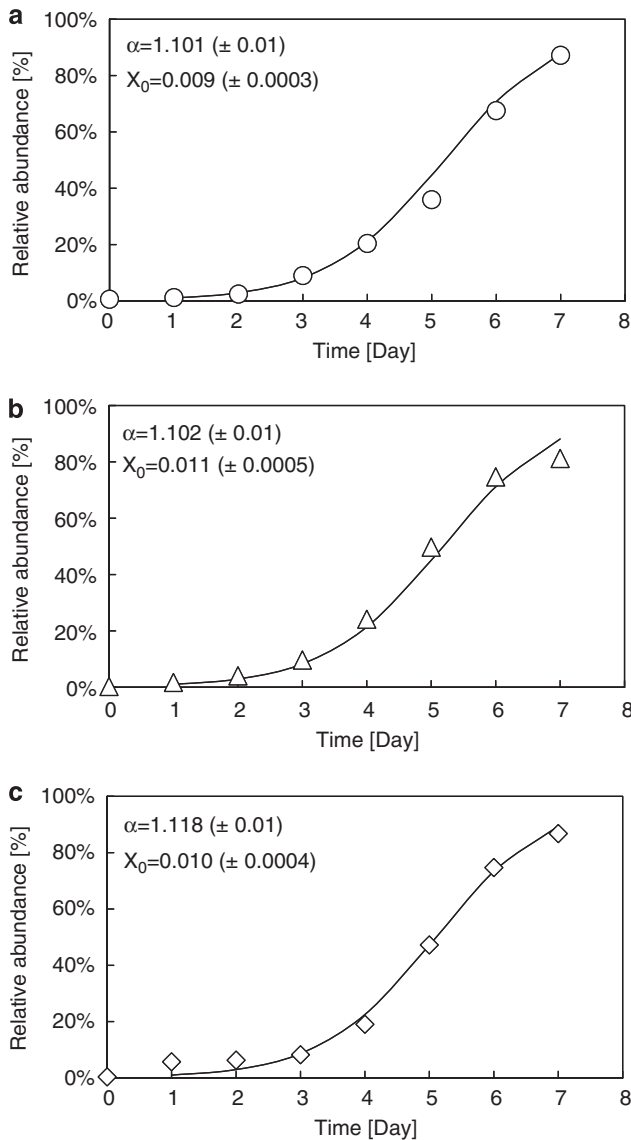 a
100%
80%
60%
40%
20%
0%
Relative abundance [%]
α=1.101 (± 0.01)
X₀=0.009 (± 0.0003)
0 1 2 3 4 5 6 7 8
Time [Day]
b
100%
80%
60%
40%
20%
0%
Relative abundance [%]
α=1.102 (± 0.01)
X₀=0.011 (± 0.0005)
0 1 2 3 4 5 6 7 8
Time [Day]
c
100%
80%
60%
40%
20%
0%
Relative abundance [%]
α=1.118 (± 0.01)
X₀=0.010 (± 0.0004)
0 1 2 3 4 5 6 7 8
Time [Day]